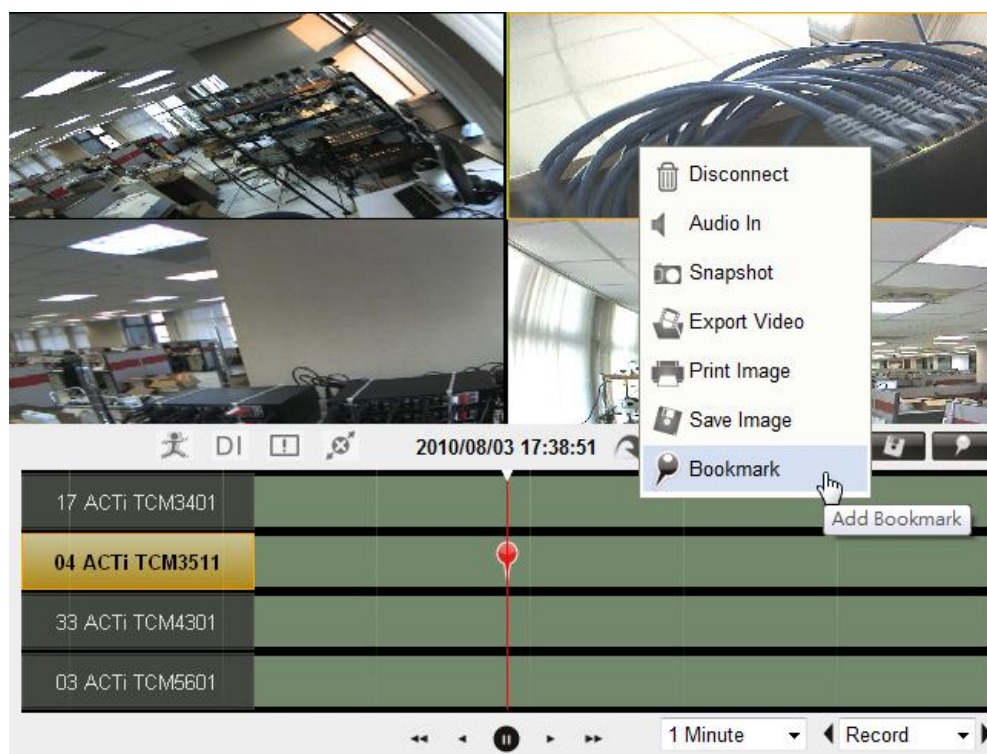 Disconnect
Audio In
Snapshot
Export Video
Print Image
Save Image
Bookmark
Add Bookmark
DI
2010/08/03 17:38:51
17 ACTi TCM3401
04 ACTi TCM3511
33 ACTi TCM4301
03 ACTi TCM5601
1 Minute
Record